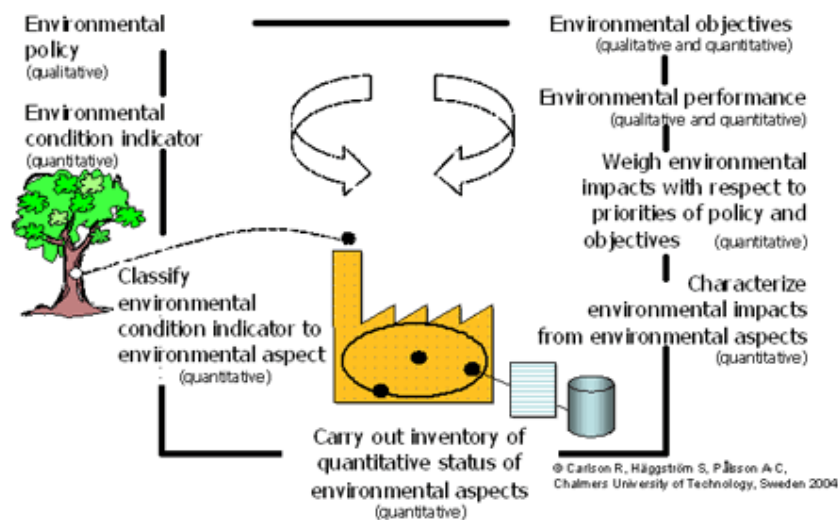 Environmental
policy
(qualitative)
Environmental
condition indicator
(quantitative)
Classify
environmental
condition indicator to
environmental aspect
(quantitative)
Carry out inventory of
quantitative status of
environmental aspects
(quantitative)
Environmental objectives
(qualitative and quantitative)
Environmental performance
(qualitative and quantitative)
Weigh environmental
impacts with respect to
priorities of policy and
objectives (quantitative)
Characterize
environmental impacts
from environmental aspects
(quantitative)
© Carlson R, Häggström S, Pålsson A-C,
Chalmers University of Technology, Sweden 2004